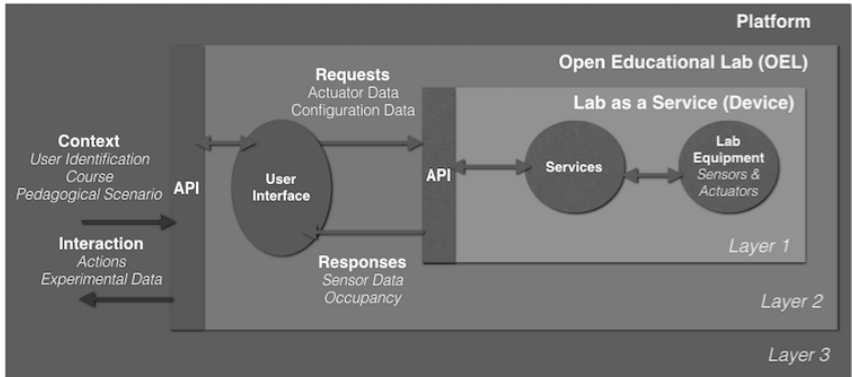 Platform
Open Educational Lab (OEL)
Requests
Actuator Data
Configuration Data
Lab as a Service (Device)
Context
User Identification
Course
Pedagogical Scenario
API
User
Interface
API
Services
Lab
Equipment
Sensors &
Actuators
Interaction
Actions
Experimental Data
Responses
Sensor Data
Occupancy
Layer 1
Layer 2
Layer 3